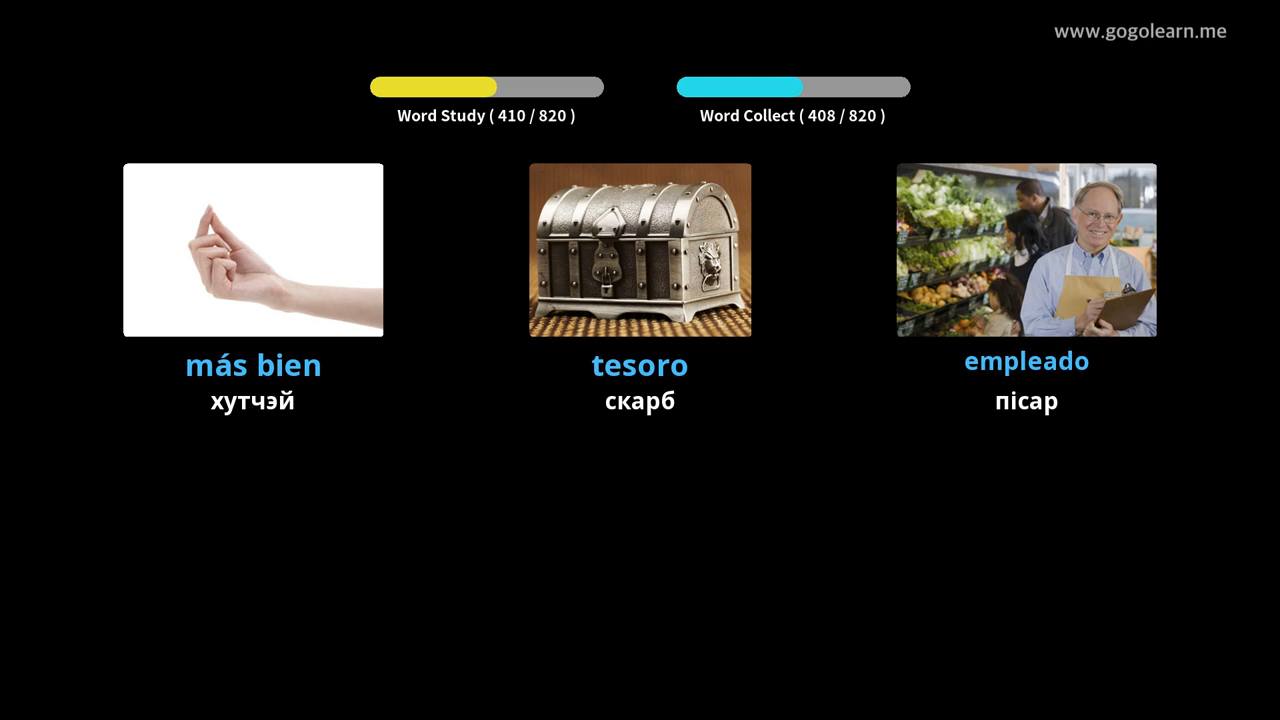 www.gogolearn.me
Word Study ( 410 / 820 )
Word Collect ( 408 / 820 )
más bien
хутчэй
tesoro
скарб
empleado
пісар